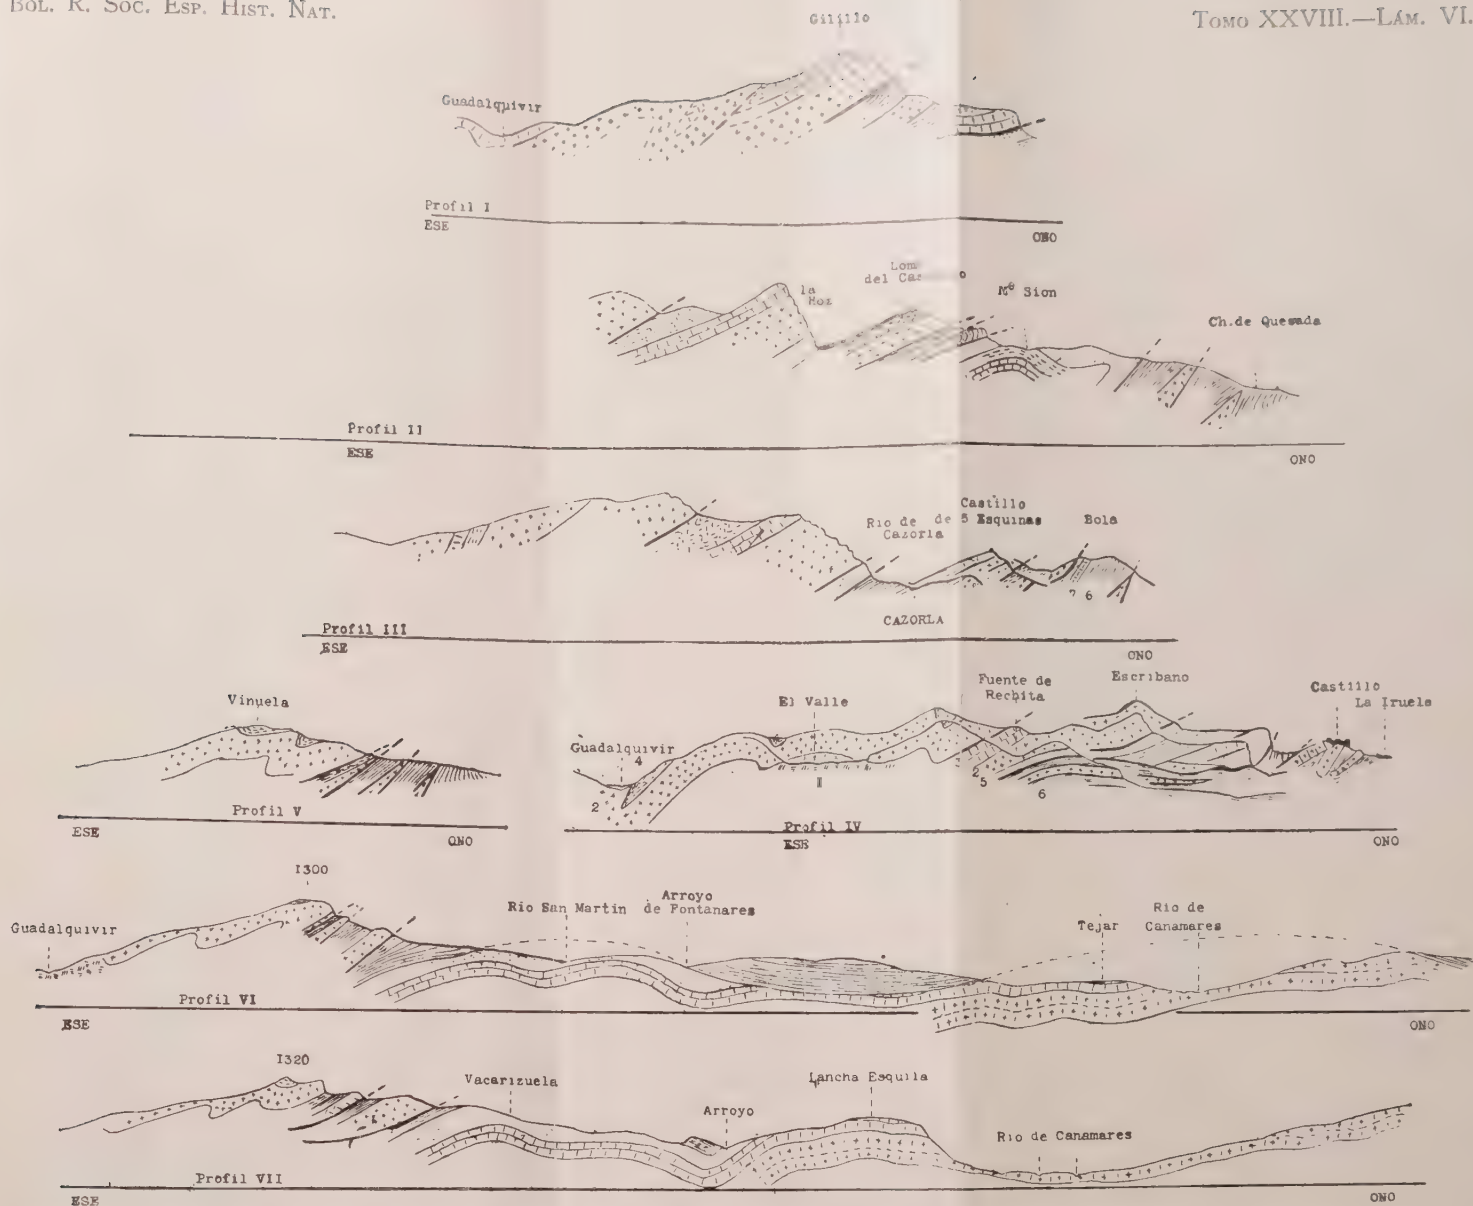 BOL. R. SOC. ESP. HIST. NAT.
TOMO XXVIII.—LÁM. VI.
Gilillo
Guadalquivir
Profil I
ESE
ONO
la
Hoz
Mᵉ Sion
Ch.de Quesada
Profil II
ESE
ONO
Rio de
Cazorla
Castillo
de 5 Esquinas
Bola
7 6
CAZORLA
Profil III
ESE
ONO
Vinuela
Profil V
ESE
ONO
Guadalquivir
4
2
El Valle
I
Fuente de
Rechita
Escribano
Castillo
La Iruela
2
5
6
Profil IV
ESE
ONO
I300
Guadalquivir
Rio San Martin
Arroyo
de Fontanares
Tejar
Rio de
Canamares
Profil VI
ESE
ONO
I320
Vacarizuela
Arroyo
Lancha Esquila
Rio de Canamares
Profil VII
ESE
ONO